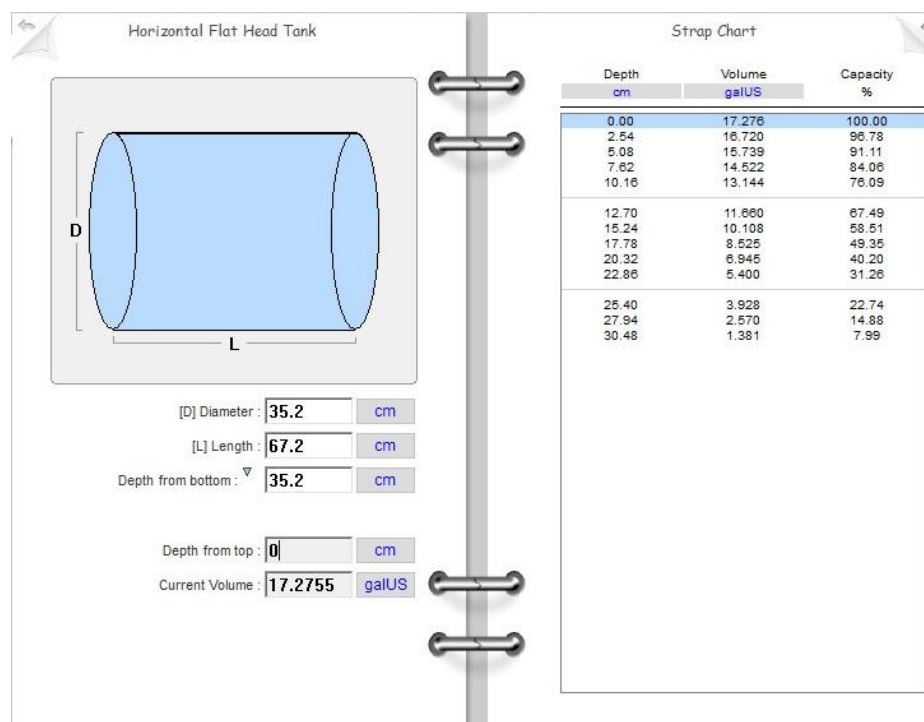 Horizontal Flat Head Tank
D
L
[D] Diameter : 35.2 cm
[L] Length : 67.2 cm
Depth from bottom : 35.2 cm
Depth from top : 0 cm
Current Volume : 17.2755 galUS
Strap Chart
Depth Volume Capacity
cm galUS %
0.00 17.276 100.00
2.54 16.720 96.78
5.08 15.739 91.11
7.62 14.522 84.06
10.16 13.144 76.09
12.70 11.660 67.49
15.24 10.108 58.51
17.78 8.525 49.35
20.32 6.945 40.20
22.86 5.400 31.26
25.40 3.928 22.74
27.94 2.570 14.88
30.48 1.381 7.99